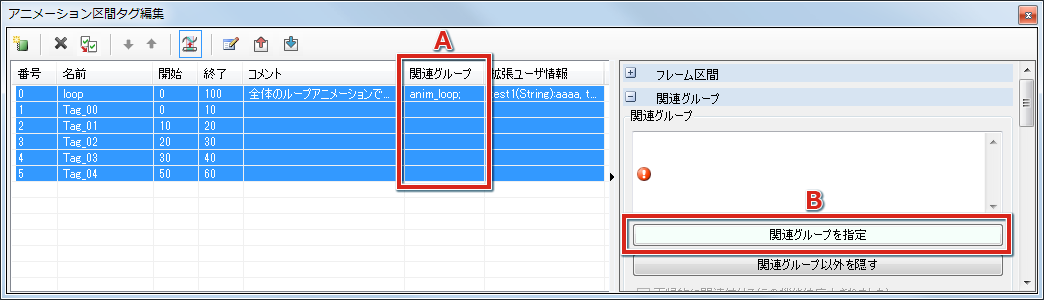 アニメーション区間タグ編集
A
番号 名前 開始 終了 コメント 関連グループ 拡張ユーザ情報
0 loop 0 100 全体のループアニメーションで... anim_loop; est1(String):aaaa, t...
1 Tag_00 0 10
2 Tag_01 10 20
3 Tag_02 20 30
4 Tag_03 30 40
5 Tag_04 50 60
フレーム区間
関連グループ
関連グループ
B
関連グループを指定
関連グループ以外を隠す